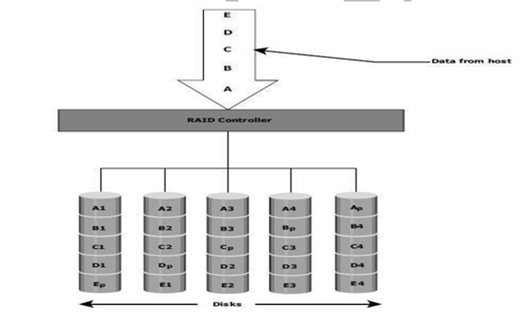 E
D
C
B
A
Data from host
RAID Controller
A1 A2 A3 A4 Ap
B1 B2 B3 Bp B4
C1 C2 Cp C3 C4
D1 Dp D2 D3 D4
Ep E1 E2 E3 E4
Disks